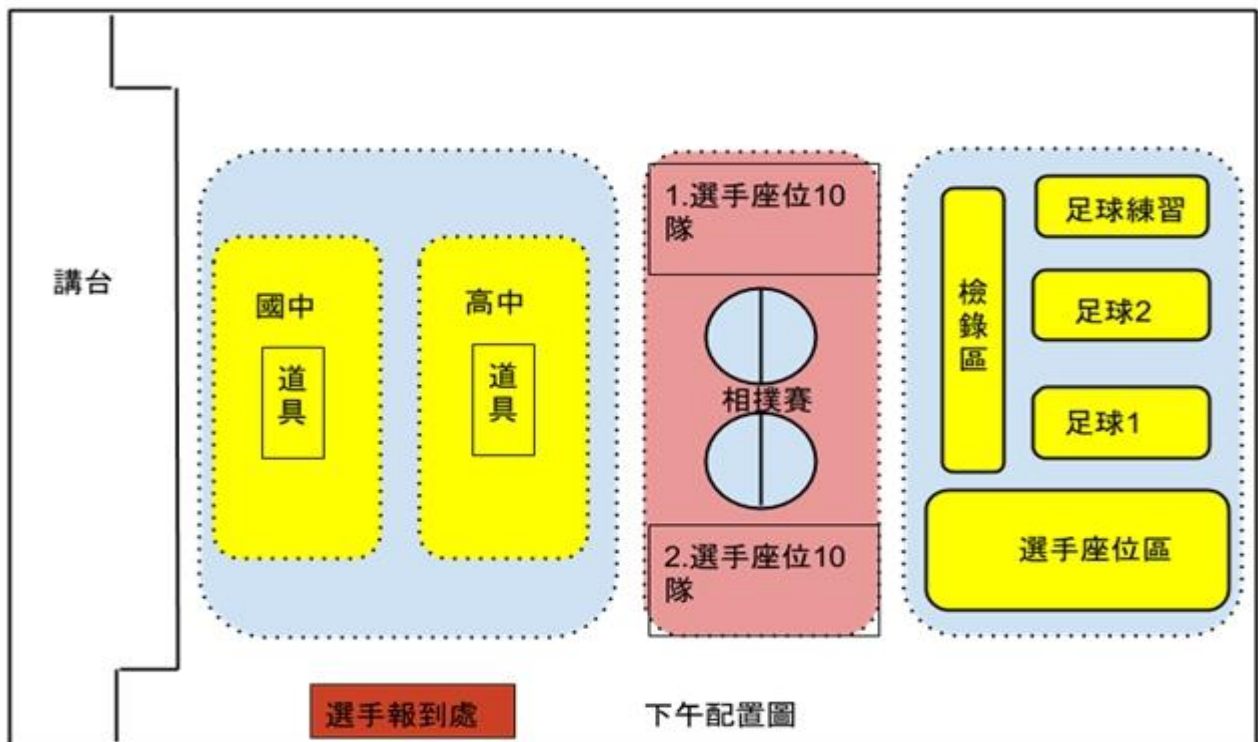 講台
國中
道具
高中
道具
1.選手座位10
隊
相撲賽
2.選手座位10
隊
檢錄區
足球練習
足球2
足球1
選手座位區
選手報到處
下午配置圖